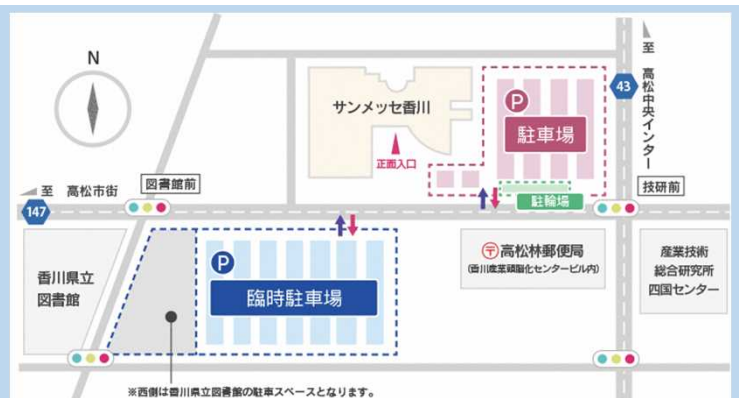 N
至 高松中央インター
43
サンメッセ香川
P
駐車場
正面入口
至 高松市街
図書館前
技研前
147
駐輪場
香川県立
図書館
P
臨時駐車場
〒高松林郵便局
(香川産業頭脳化センタービル内)
産業技術
総合研究所
四国センター
※西側は香川県立図書館の駐車スペースとなります。